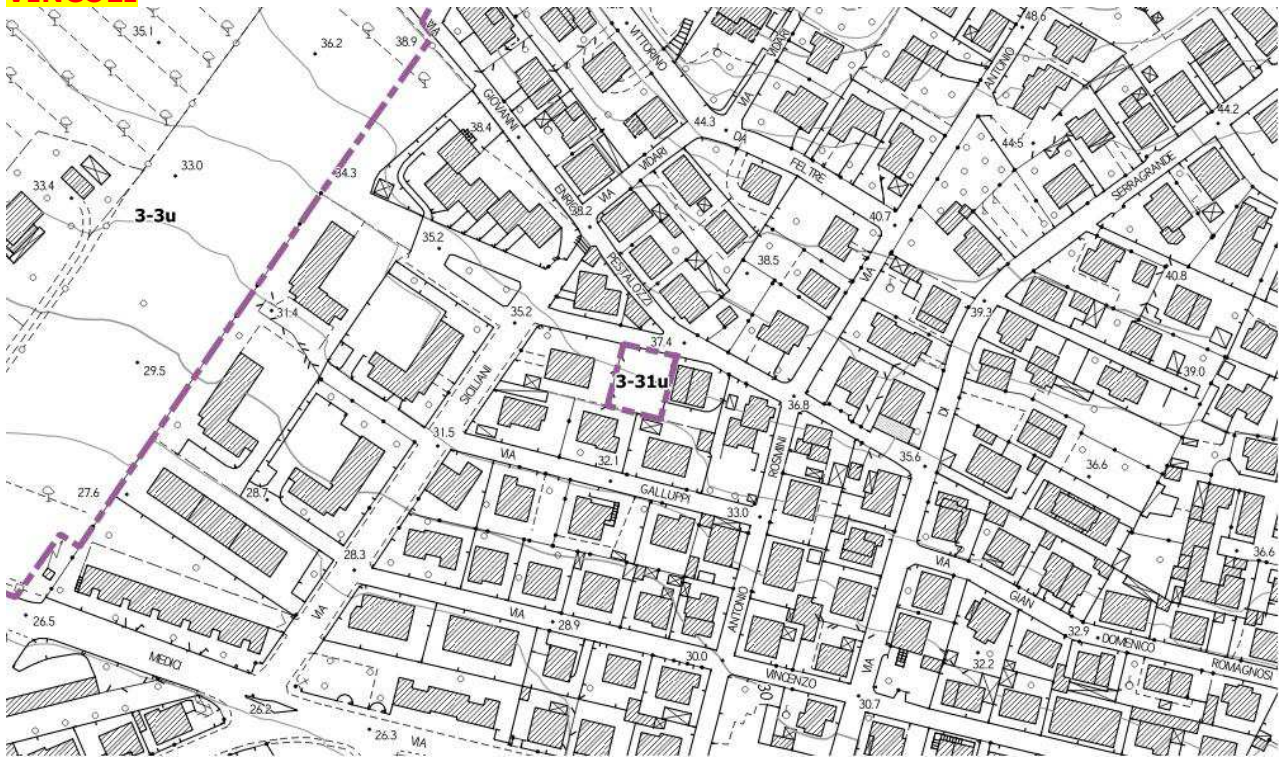 35.1
36.2
38.9
VIA
VITTORINO
VIDARI
VIA
ANTONIO
48.6
GIOVANNI
38.4
44.3
DA
FELTRE
44.5
44.2
33.0
34.3
VIA
VIDARI
SERRAGRANDE
33.4
3-3u
ENRICO
38.2
35.2
PESTALOZZI
40.7
38.5
VIA
40.8
31.4
35.2
37.4
39.3
29.5
SICILIANI
3-31u
36.8
39.0
31.5
VIA
32.1
GALLUPPI
ROSMINI
DI
35.6
36.6
27.6
28.7
33.0
28.3
VIA
GIAN
36.6
26.5
VIA
VIA
28.9
ANTONIO
32.9
DOMENICO
ROMAGNOSI
MEDICI
30.0
VINCENZO
VIA
32.2
26.2
30
30.7
26.3
VIA